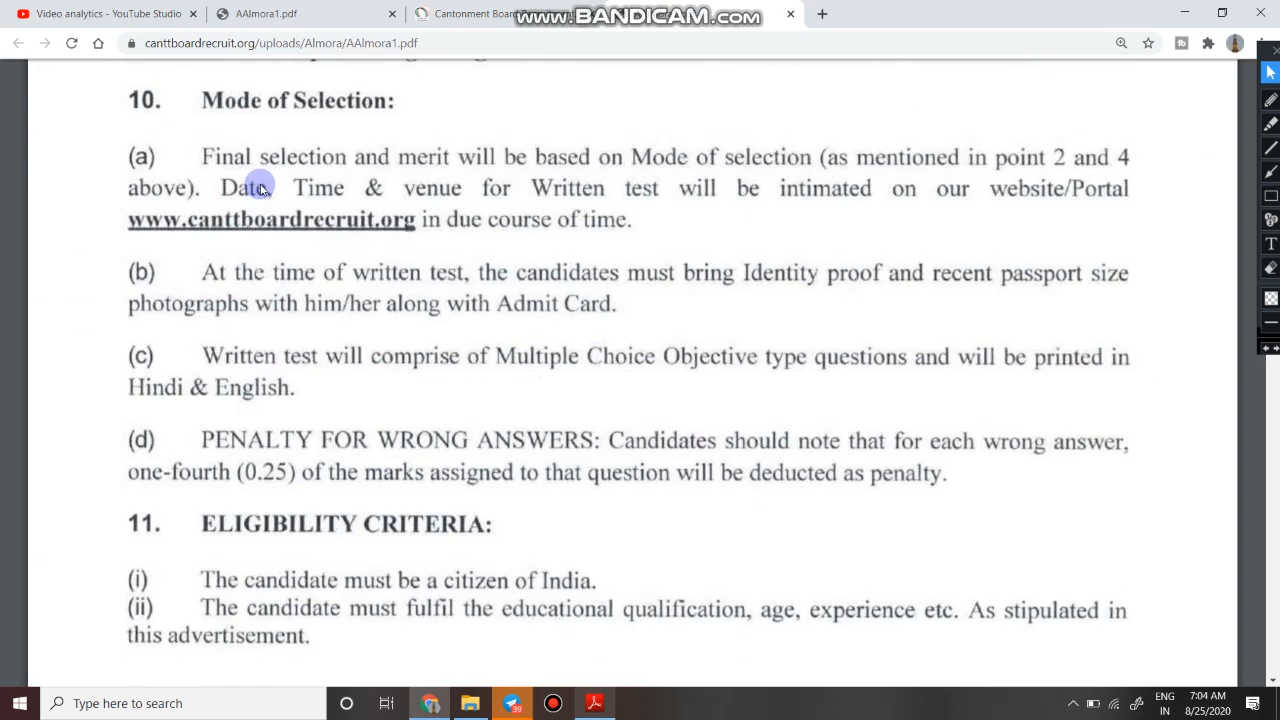 Video analytics - YouTube Studio
AAlmora1.pdf
Cantonment Board
www.BANDICAM.com
canttboardrecruit.org/uploads/Almora/AAlmora1.pdf
10. Mode of Selection:
(a) Final selection and merit will be based on Mode of selection (as mentioned in point 2 and 4
above). Date, Time & venue for Written test will be intimated on our website/Portal
www.canttboardrecruit.org in due course of time.
(b) At the time of written test, the candidates must bring Identity proof and recent passport size
photographs with him/her along with Admit Card.
(c) Written test will comprise of Multiple Choice Objective type questions and will be printed in
Hindi & English.
(d) PENALTY FOR WRONG ANSWERS: Candidates should note that for each wrong answer,
one-fourth (0.25) of the marks assigned to that question will be deducted as penalty.
11. ELIGIBILITY CRITERIA:
(i) The candidate must be a citizen of India.
(ii) The candidate must fulfil the educational qualification, age, experience etc. As stipulated in
this advertisement.
Type here to search
39
ENG
IN
7:04 AM
8/25/2020